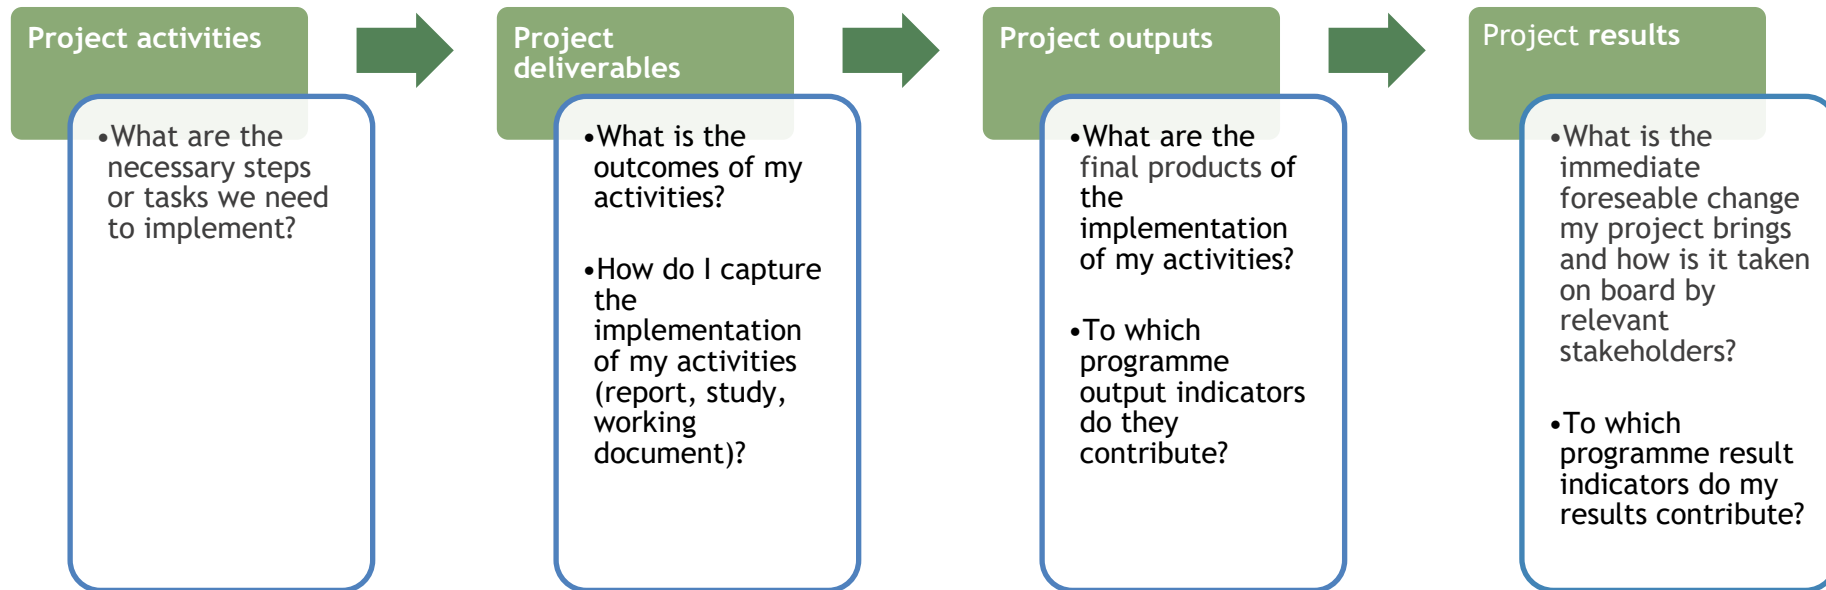 Project activities
•What are the
necessary steps
or tasks we need
to implement?
Project
deliverables
•What is the
outcomes of my
activities?
•How do I capture
the
implementation
of my activities
(report, study,
working
document)?
Project outputs
•What are the
final products of
the
implementation
of my activities?
•To which
programme
output indicators
do they
contribute?
Project results
•What is the
immediate
foreseable change
my project brings
and how is it taken
on board by
relevant
stakeholders?
•To which
programme result
indicators do my
results contribute?